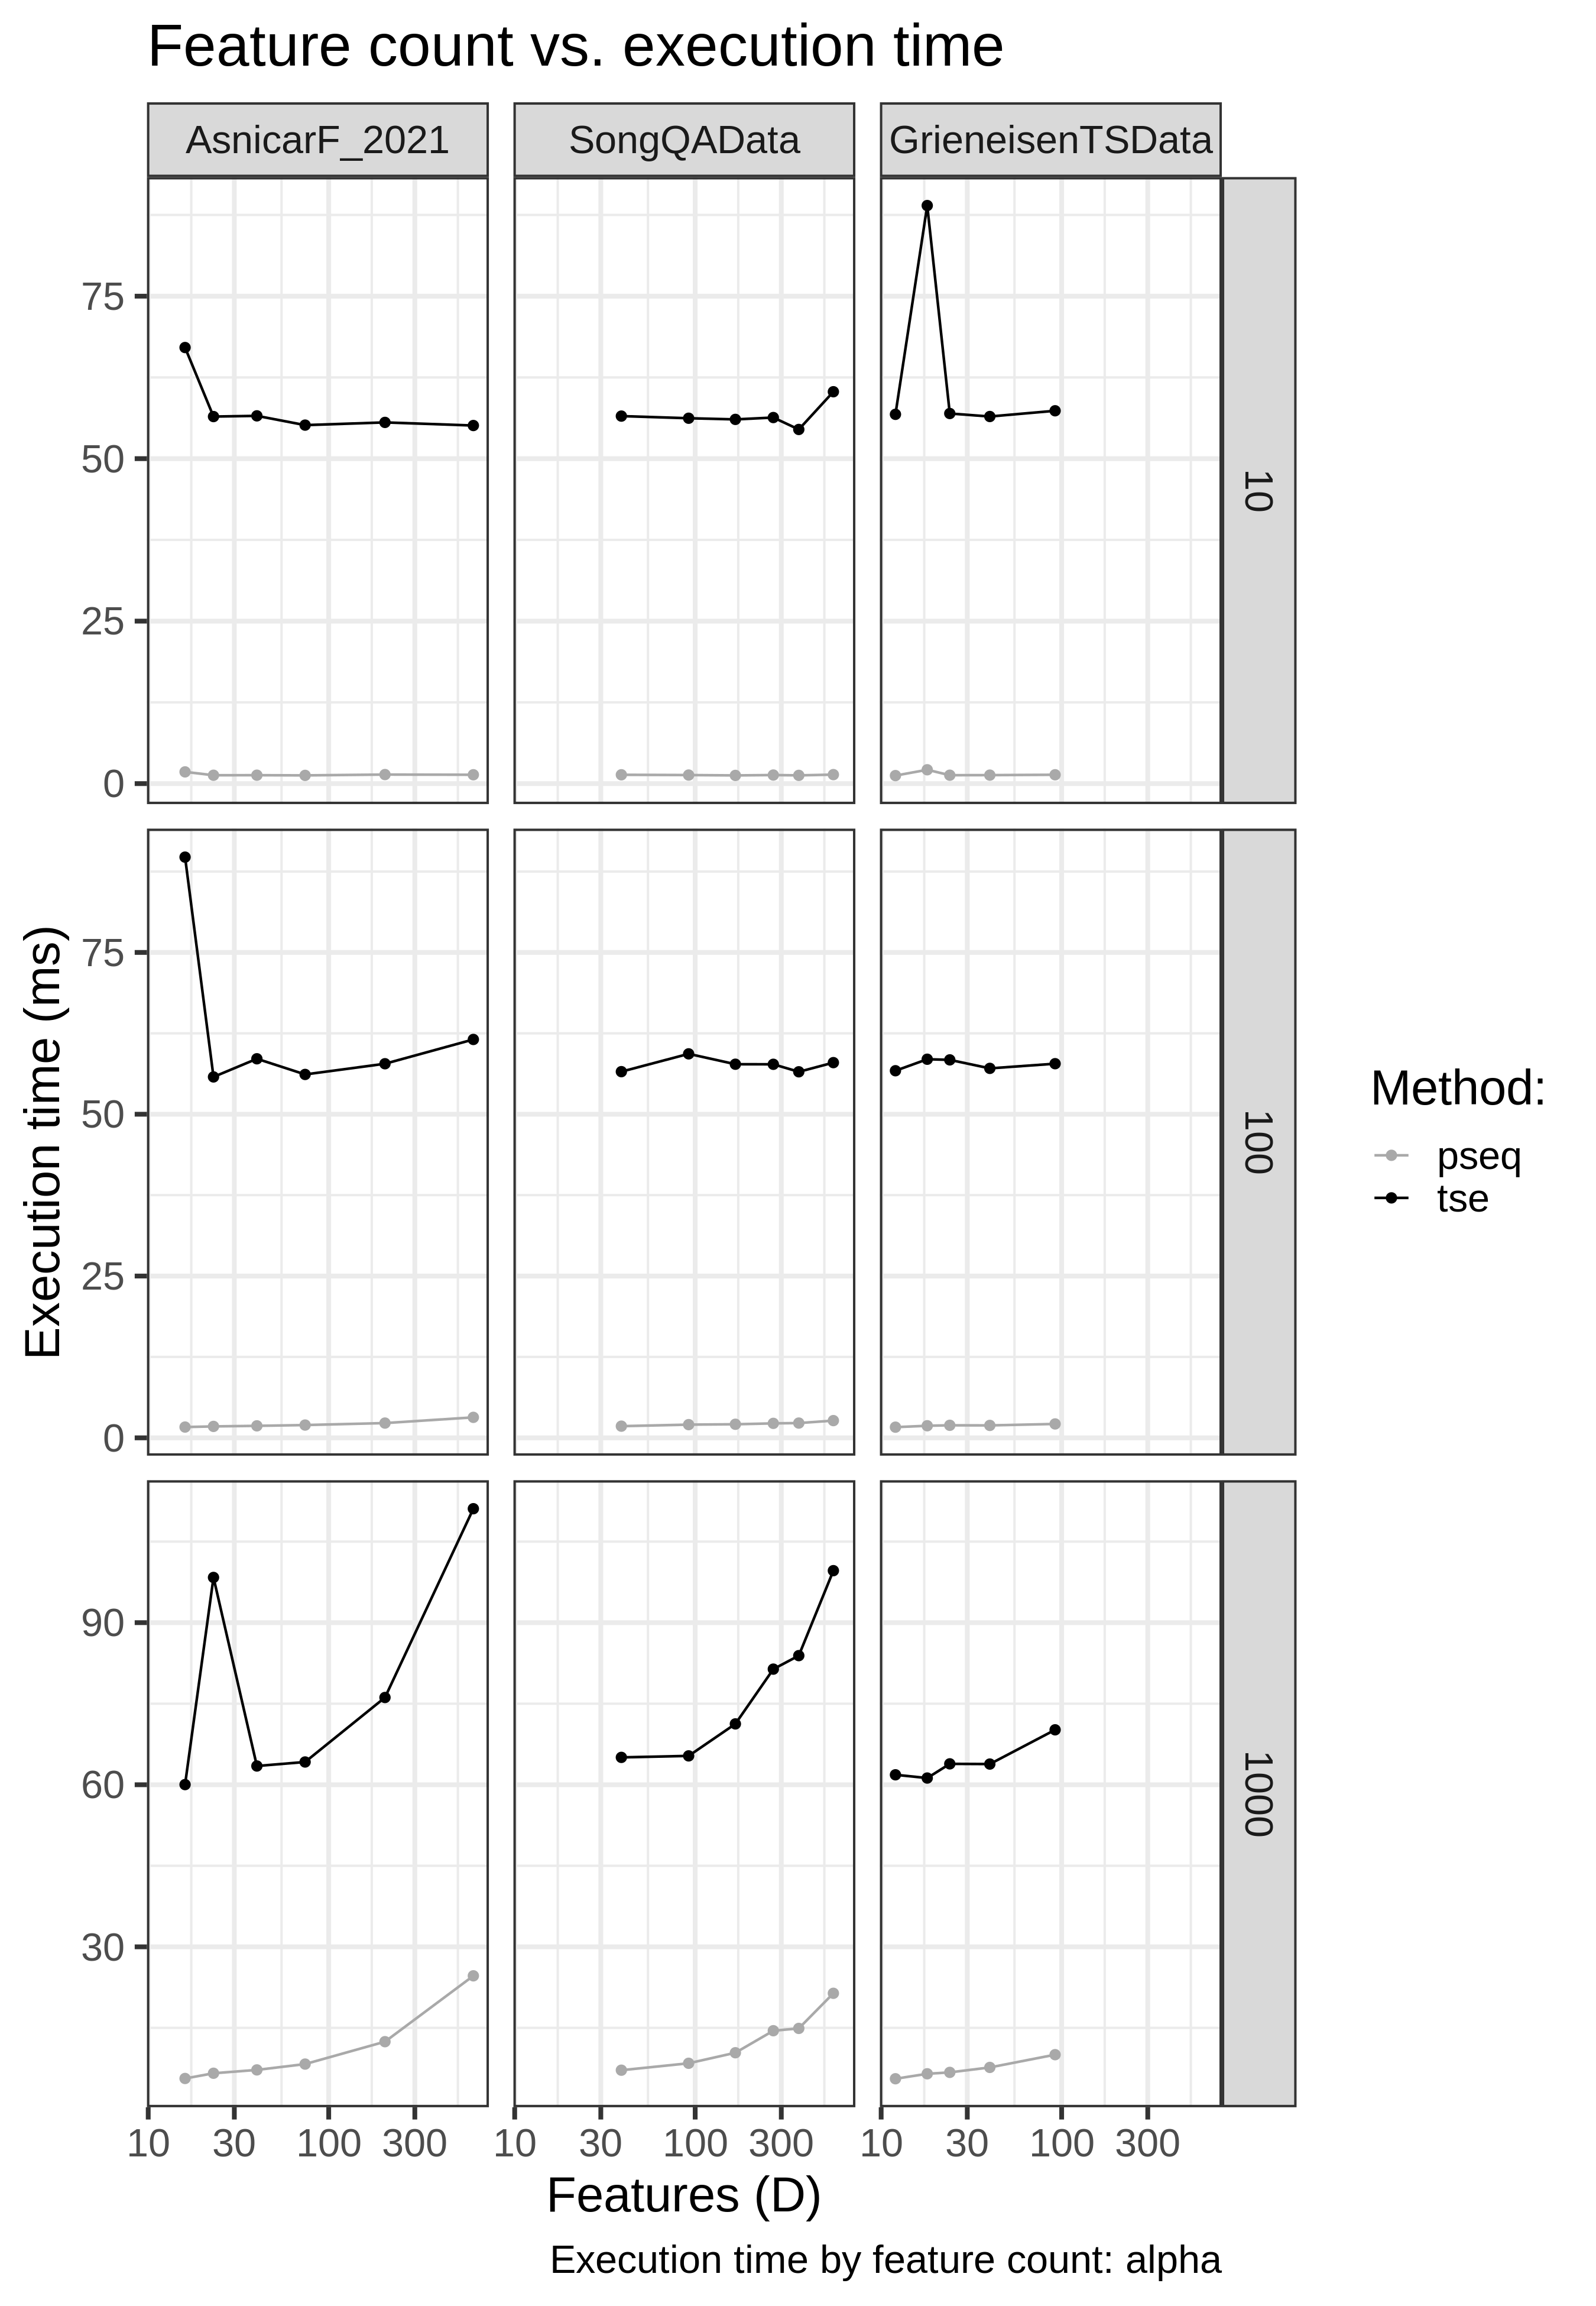 Feature count vs. execution time
AsnicarF_2021
SongQAData
GrieneisenTSData
75
50
25
0
10
75
50
25
0
100
90
60
30
1000
Execution time (ms)
10 30 100 300
10 30 100 300
10 30 100 300
Features (D)
Execution time by feature count: alpha
Method:
pseq
tse